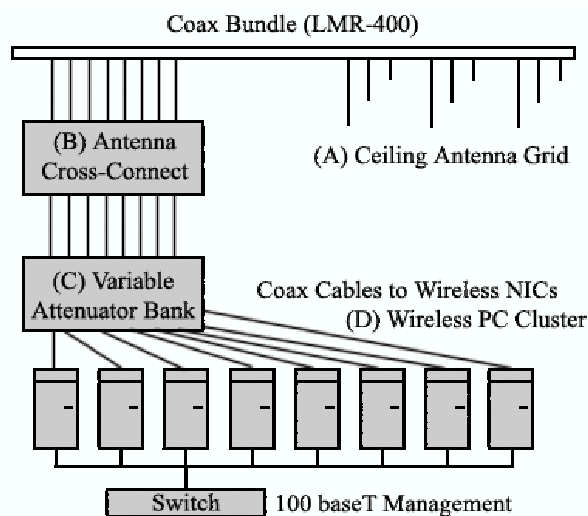 Coax Bundle (LMR-400)
(B) Antenna
Cross-Connect
(A) Ceiling Antenna Grid
(C) Variable
Attenuator Bank
Coax Cables to Wireless NICs
(D) Wireless PC Cluster
Switch
100 baseT Management